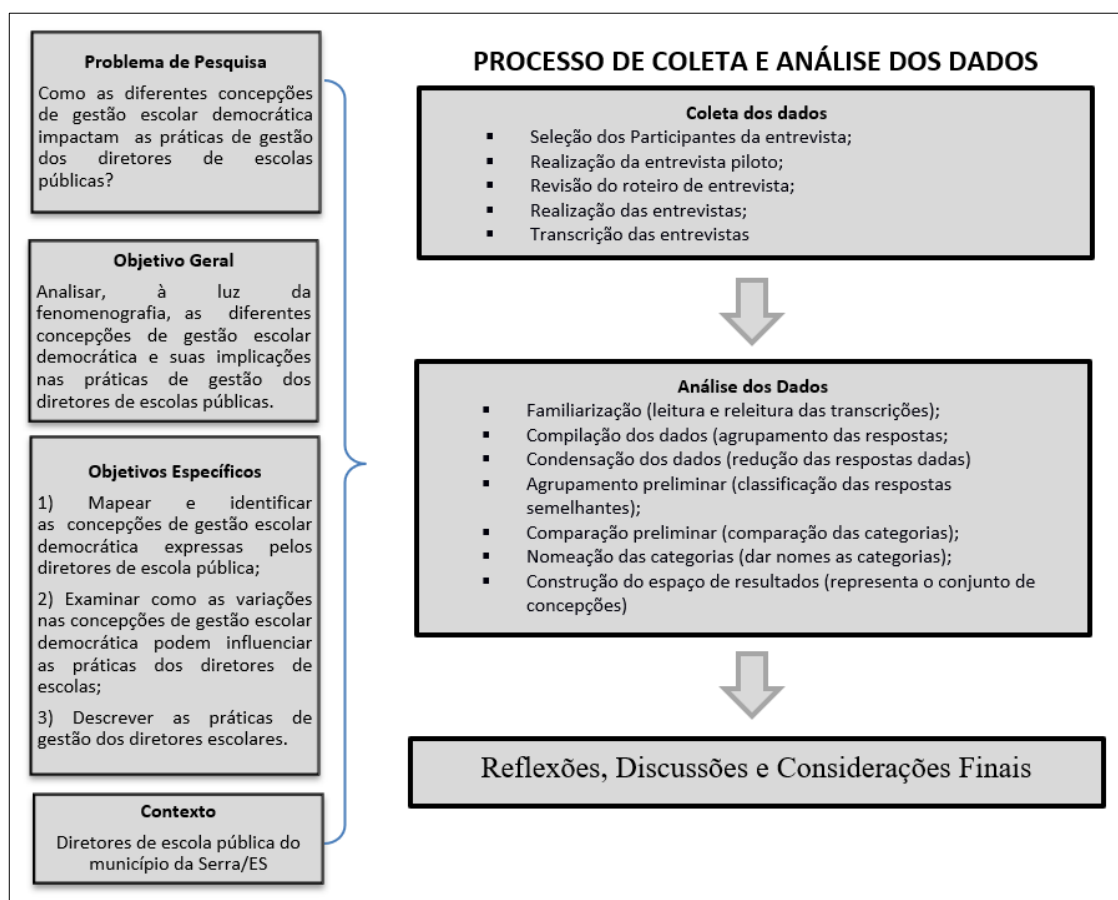 Problema de Pesquisa
Como as diferentes concepções
de gestão escolar democrática
impactam as práticas de gestão
dos diretores de escolas
públicas?
Objetivo Geral
Analisar, à luz da
fenomenografia, as diferentes
concepções de gestão escolar
democrática e suas implicações
nas práticas de gestão dos
diretores de escolas públicas.
Objetivos Específicos
1) Mapear e identificar
as concepções de gestão escolar
democrática expressas pelos
diretores de escola pública;
2) Examinar como as variações
nas concepções de gestão escolar
democrática podem influenciar
as práticas dos diretores de
escolas;
3) Descrever as práticas de
gestão dos diretores escolares.
Contexto
Diretores de escola pública do
município da Serra/ES
PROCESSO DE COLETA E ANÁLISE DOS DADOS
Coleta dos dados
▪ Seleção dos Participantes da entrevista;
▪ Realização da entrevista piloto;
▪ Revisão do roteiro de entrevista;
▪ Realização das entrevistas;
▪ Transcrição das entrevistas
Análise dos Dados
▪ Familiarização (leitura e releitura das transcrições);
▪ Compilação dos dados (agrupamento das respostas;
▪ Condensação dos dados (redução das respostas dadas)
▪ Agrupamento preliminar (classificação das respostas
semelhantes);
▪ Comparação preliminar (comparação das categorias);
▪ Nomeação das categorias (dar nomes as categorias);
▪ Construção do espaço de resultados (representa o conjunto de
concepções)
Reflexões, Discussões e Considerações Finais